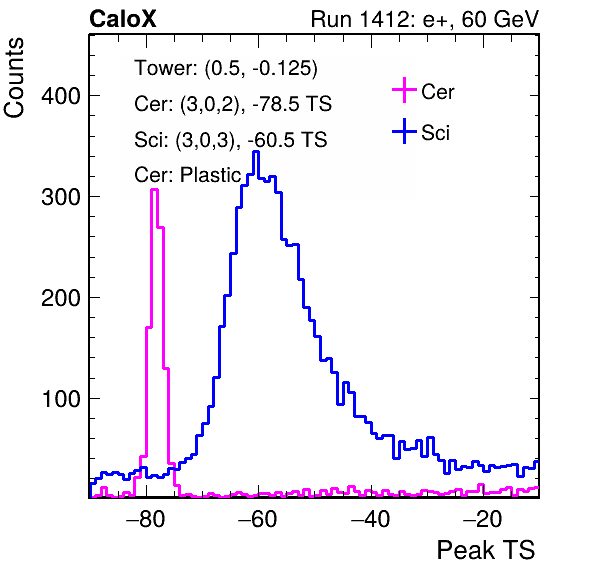 CaloX Run 1412: e+, 60 GeV
Counts
Tower: (0.5, -0.125)
Cer: (3,0,2), -78.5 TS
Sci: (3,0,3), -60.5 TS
Cer: Plastic
Cer
Sci
400
300
200
100
−80 −60 −40 −20
Peak TS